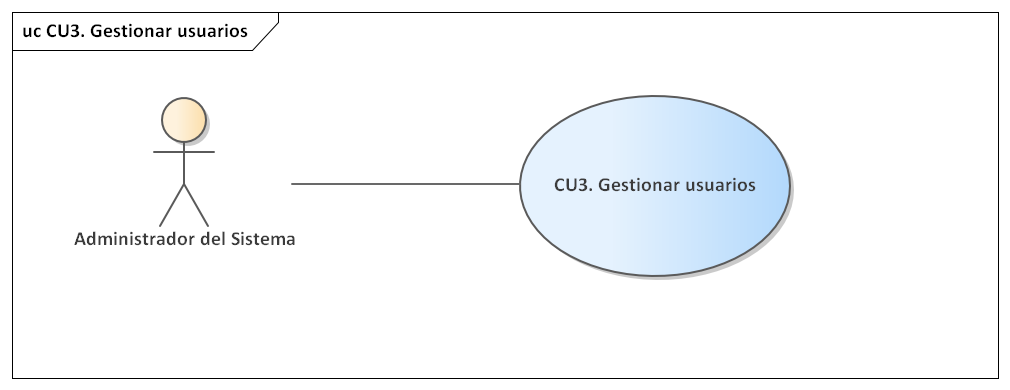 uc CU3. Gestionar usuarios
CU3. Gestionar usuarios
Administrador del Sistema